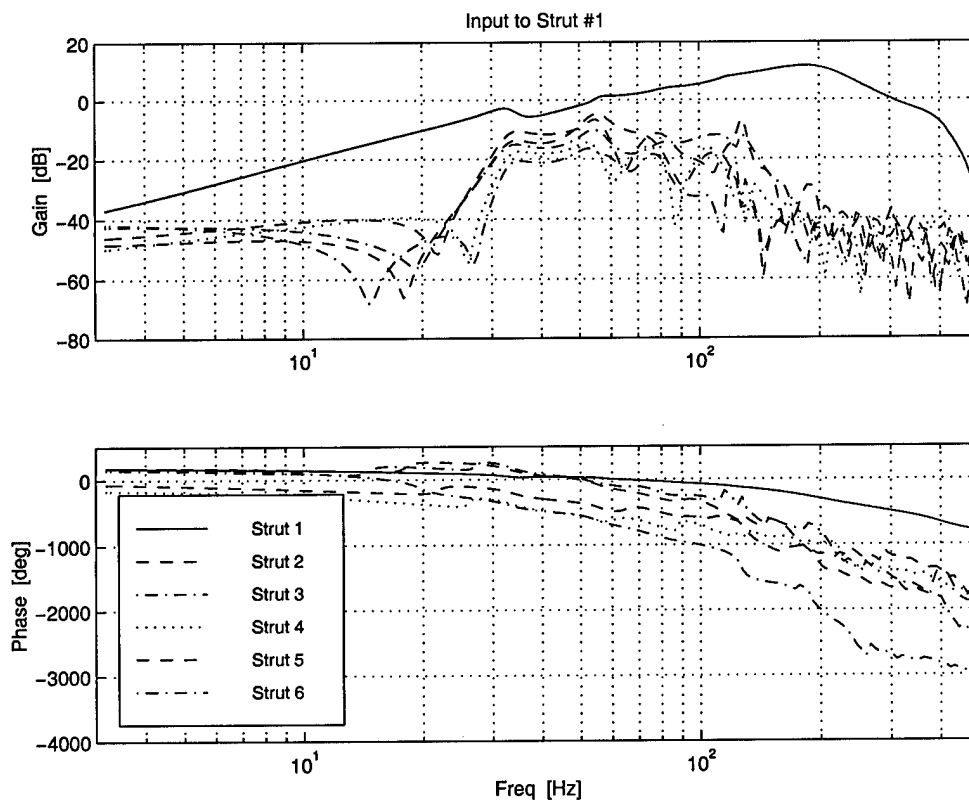 Input to Strut #1
Gain [dB]
20
0
−20
−40
−60
−80
10^1
10^2
Phase [deg]
0
−1000
−2000
−3000
−4000
Strut 1
Strut 2
Strut 3
Strut 4
Strut 5
Strut 6
10^1
10^2
Freq [Hz]